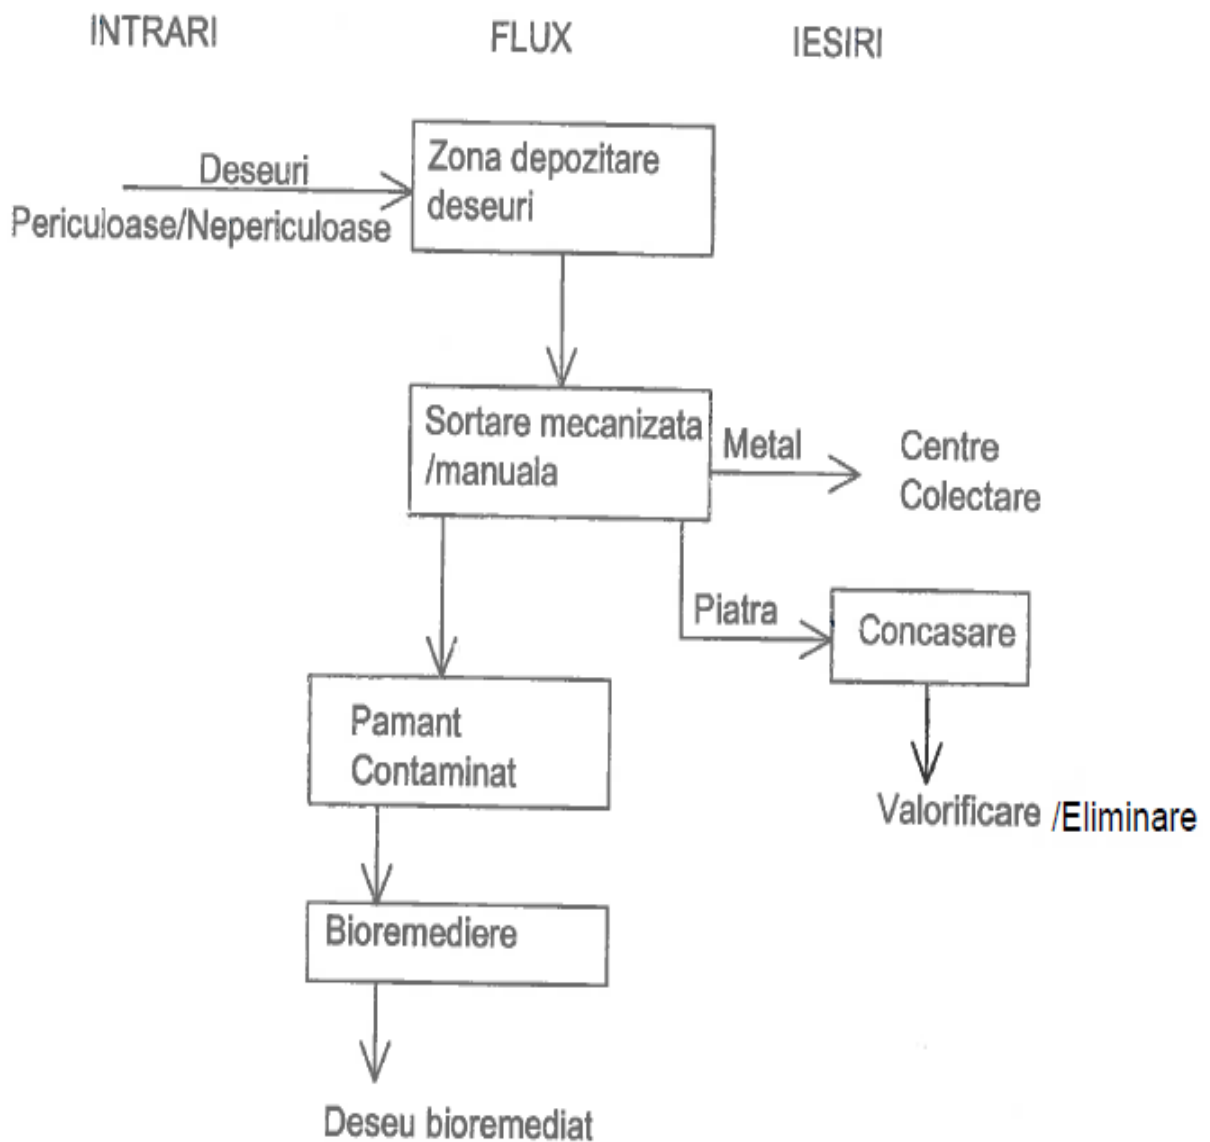 INTRARI
FLUX
IESIRI
Deseuri
Periculoase/Nepericuloase
Zona depozitare
deseuri
Sortare mecanizata
/manuala
Metal
Centre
Colectare
Piatra
Concasare
Valorificare /Eliminare
Pamant
Contaminat
Bioremediere
Deseu bioremediat